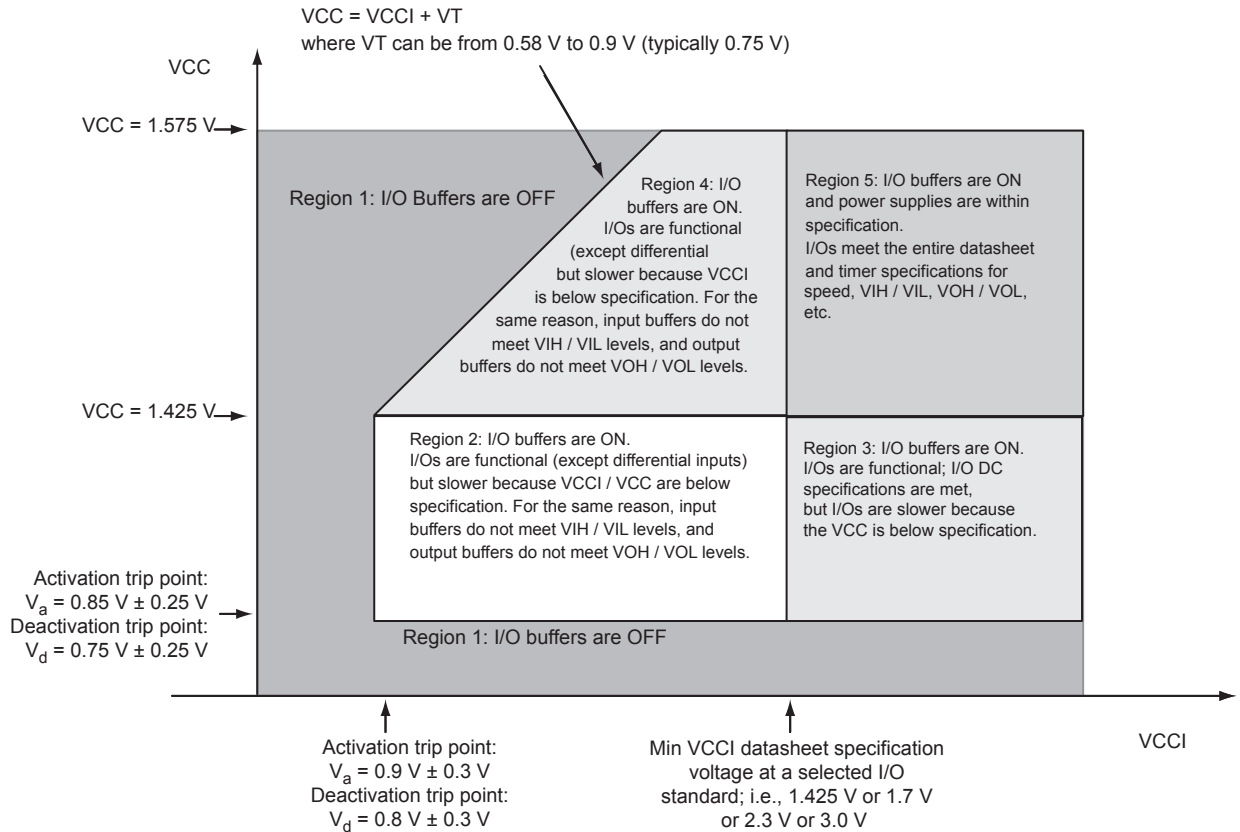 VCC = VCCI + VT
where VT can be from 0.58 V to 0.9 V (typically 0.75 V)
VCC
VCC = 1.575 V
Region 1: I/O Buffers are OFF
Region 4: I/O
buffers are ON.
I/Os are functional
(except differential
but slower because VCCI
is below specification. For the
same reason, input buffers do not
meet VIH / VIL levels, and output
buffers do not meet VOH / VOL levels.
Region 5: I/O buffers are ON
and power supplies are within
specification.
I/Os meet the entire datasheet
and timer specifications for
speed, VIH / VIL, VOH / VOL,
etc.
VCC = 1.425 V
Region 2: I/O buffers are ON.
I/Os are functional (except differential inputs)
but slower because VCCI / VCC are below
specification. For the same reason, input
buffers do not meet VIH / VIL levels, and
output buffers do not meet VOH / VOL levels.
Region 3: I/O buffers are ON.
I/Os are functional; I/O DC
specifications are met,
but I/Os are slower because
the VCC is below specification.
Activation trip point:
Va = 0.85 V ± 0.25 V
Deactivation trip point:
Vd = 0.75 V ± 0.25 V
Region 1: I/O buffers are OFF
Activation trip point:
Va = 0.9 V ± 0.3 V
Deactivation trip point:
Vd = 0.8 V ± 0.3 V
Min VCCI datasheet specification
voltage at a selected I/O
standard; i.e., 1.425 V or 1.7 V
or 2.3 V or 3.0 V
VCCI